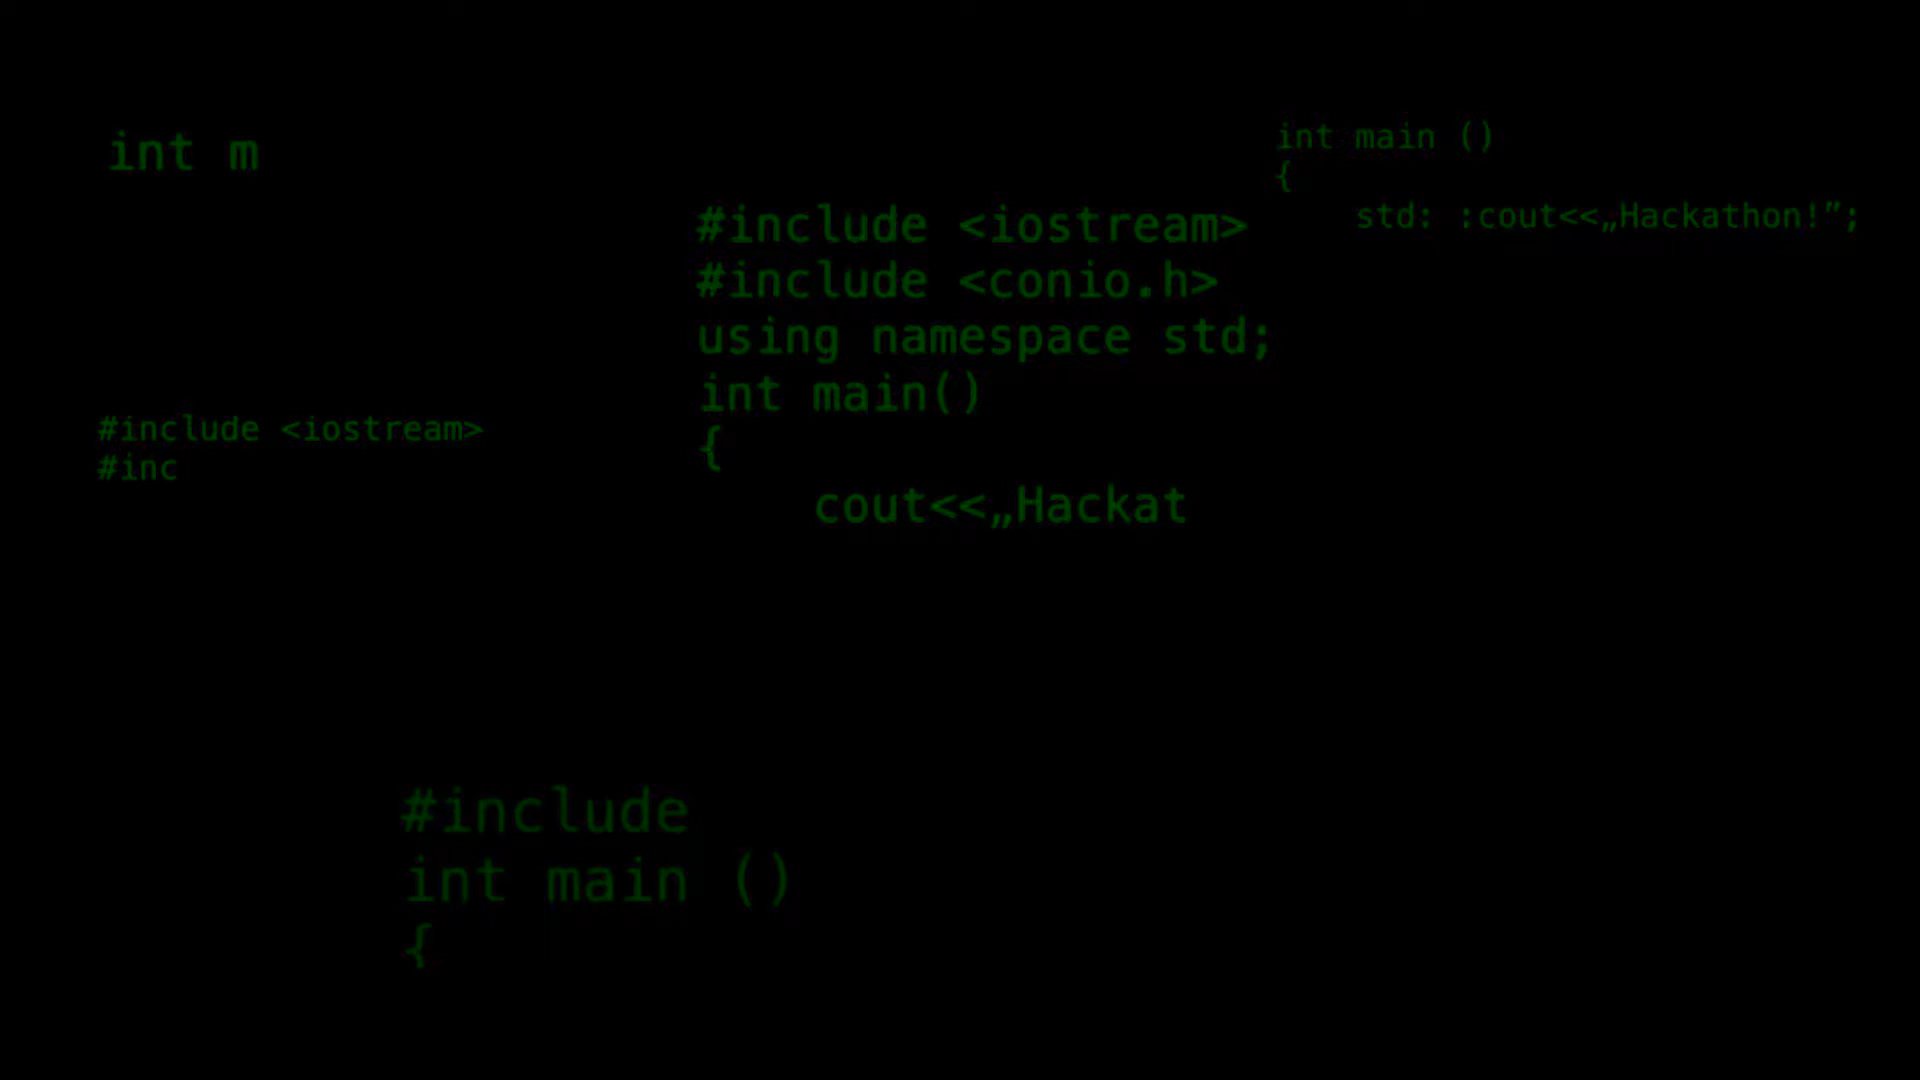 int m
int main ()
{
std: :cout<<„Hackathon!”;
#include <iostream>
#include <conio.h>
using namespace std;
int main()
{
cout<<„Hackat
#include <iostream>
#inc
#include
int main ()
{